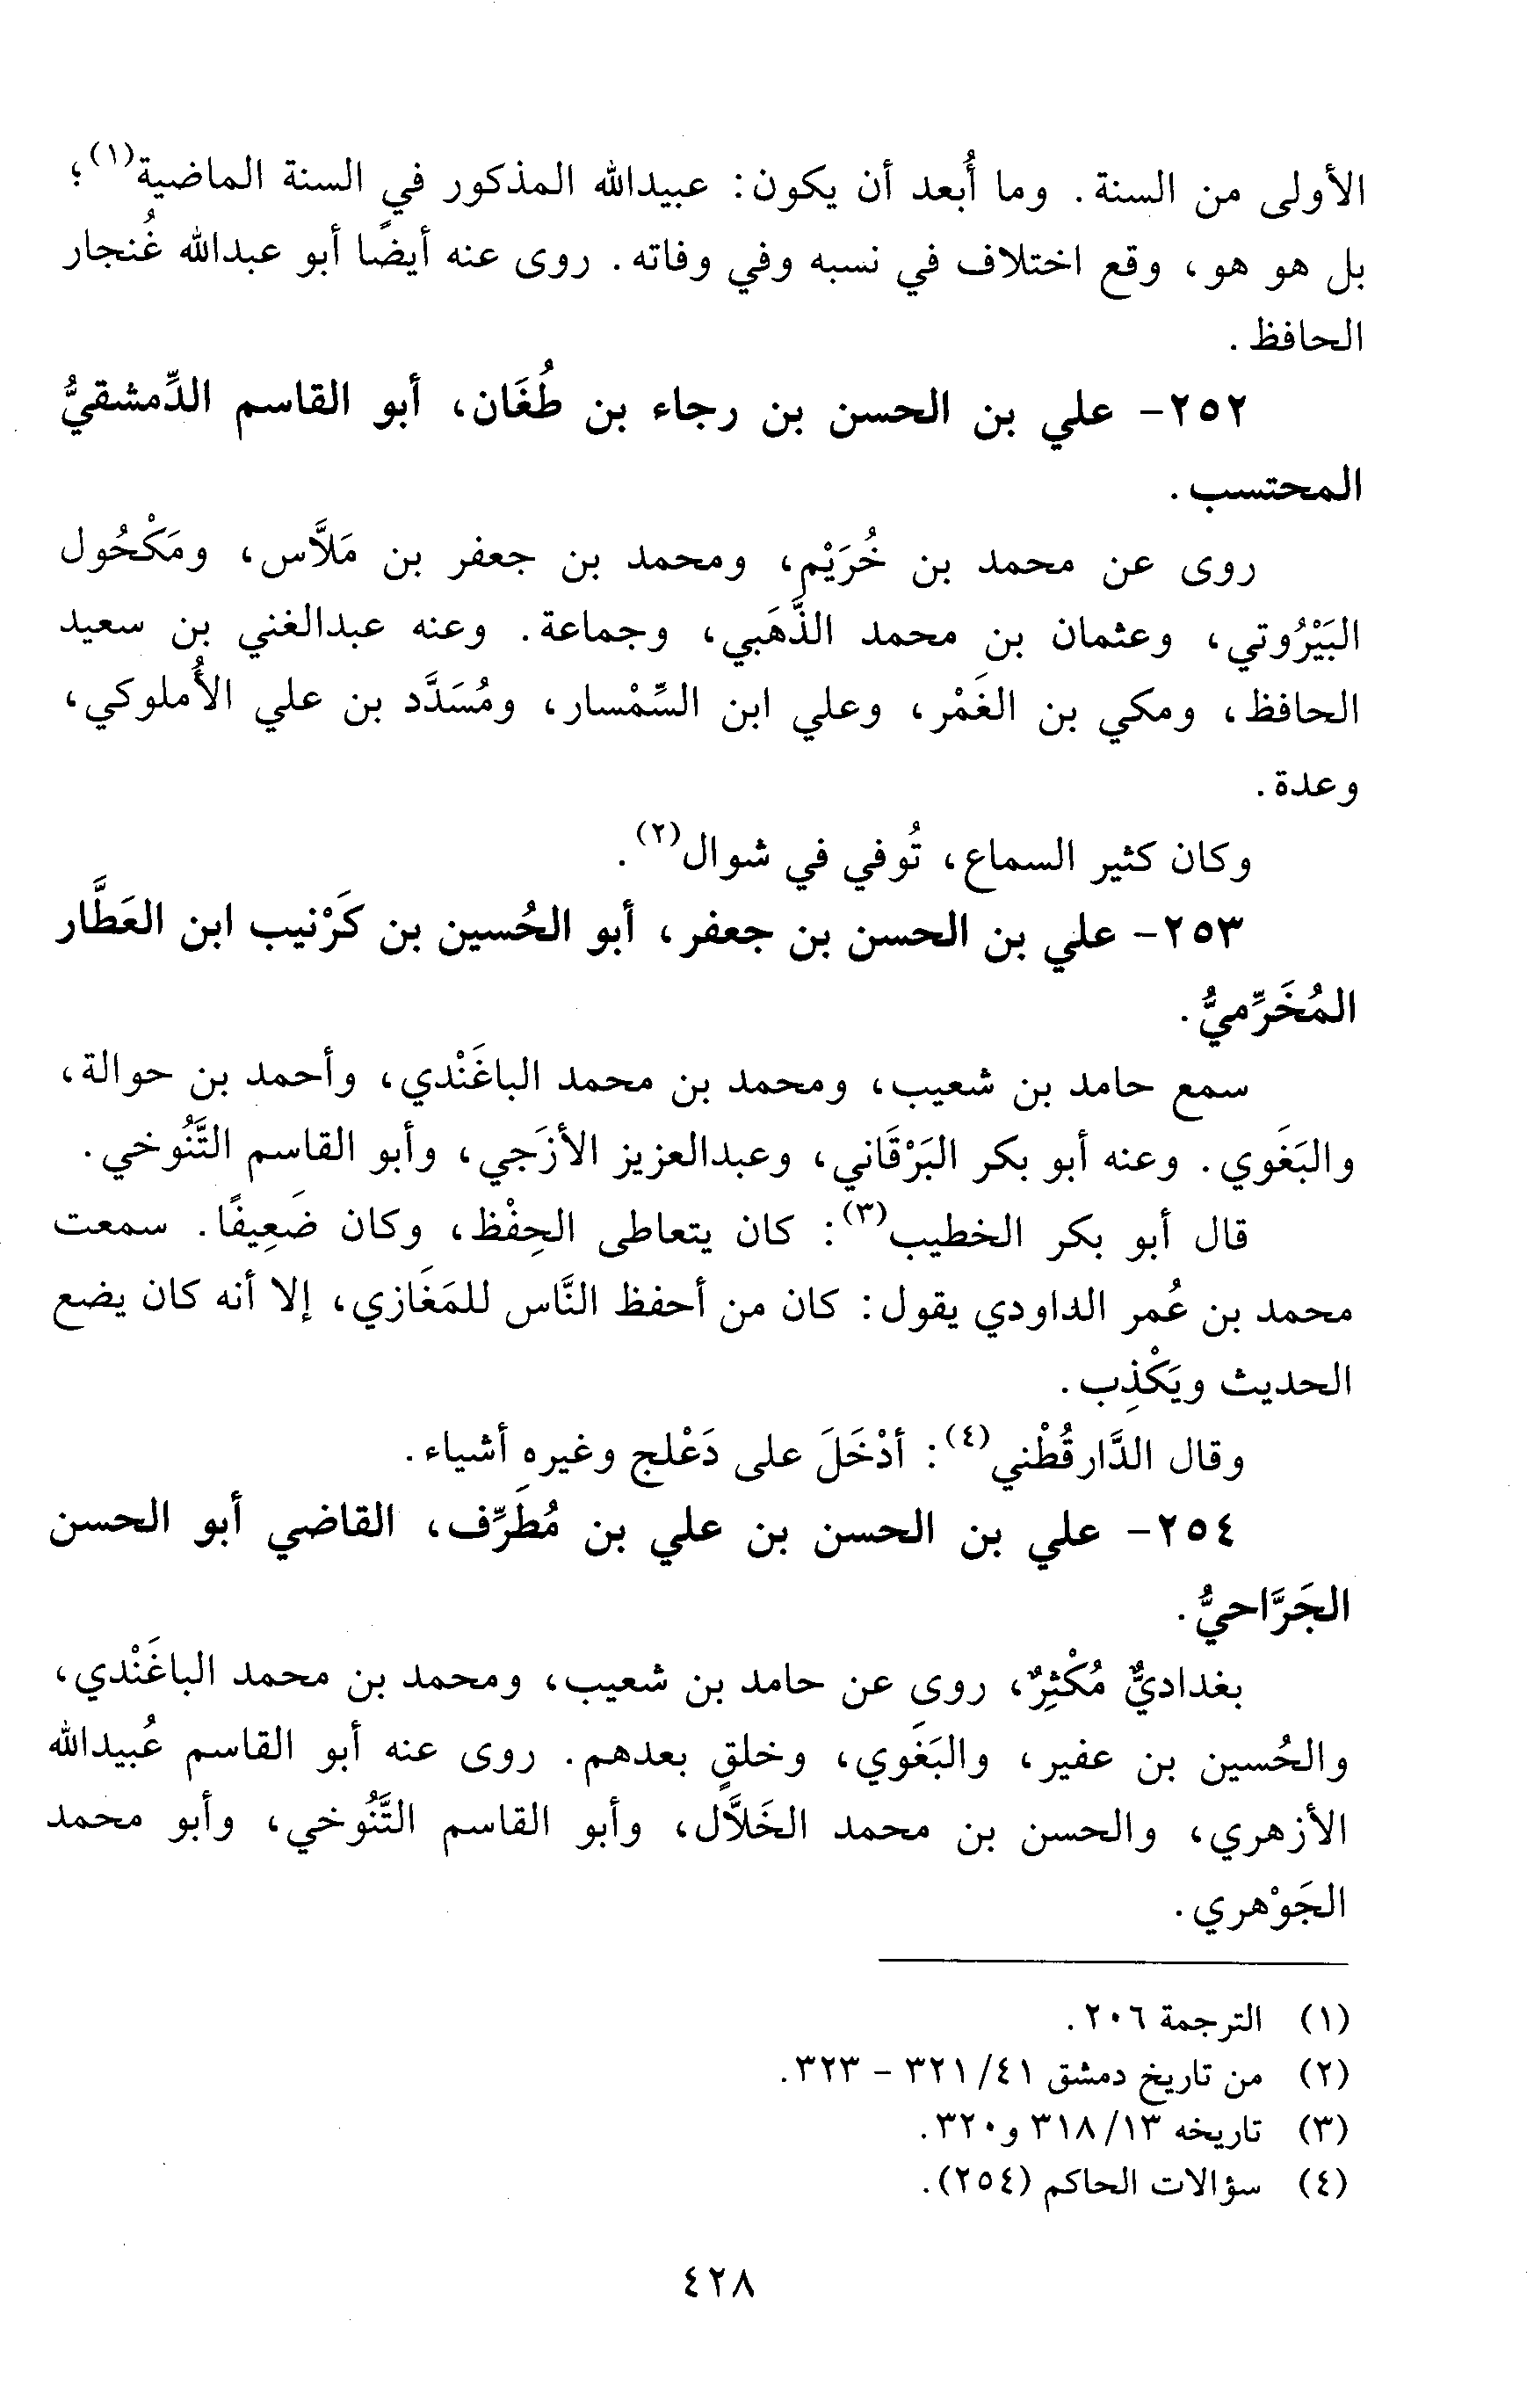 الأولى من السنة. وما أُبعد أن يكون: عبيدالله المذكور في السنة الماضية(١)؛
بل هو هو، وقع اختلاف في نسبه وفي وفاته. روى عنه أيضًا أبو عبدالله غُنجار
الحافظ.
٢٥٢- علي بن الحسن بن رجاء بن طُغَان، أبو القاسم الدِّمشقيُّ
المحتسب.
روى عن محمد بن خُرَيْم، ومحمد بن جعفر بن مَلاَّس، ومَكْحُول
البَيْرُوتي، وعثمان بن محمد الذَّهَبي، وجماعة. وعنه عبدالغني بن سعيد
الحافظ، ومكي بن الغَمْر، وعلي ابن السِّمْسار، ومُسَدَّد بن علي الأُملوكي،
وعدة.
وكان كثير السماع، تُوفي في شوال(٢).
٢٥٣- علي بن الحسن بن جعفر، أبو الحُسين بن كَرْنيب ابن العَطَّار
المُخَرِّميُّ.
سمع حامد بن شعيب، ومحمد بن محمد الباغَنْدي، وأحمد بن حوالة،
والبَغَوي. وعنه أبو بكر البَرْقَاني، وعبدالعزيز الأزَجي، وأبو القاسم التَّنُوخي.
قال أبو بكر الخطيب(٣): كان يتعاطى الحِفْظ، وكان ضَعِيفًا. سمعت
محمد بن عُمر الداودي يقول: كان من أحفظ النَّاس للمَغَازي، إلا أنه كان يضع
الحديث ويَكْذِب.
وقال الدَّارقُطْني(٤): أدْخَلَ على دَعْلج وغيرِه أشياء.
٢٥٤- علي بن الحسن بن علي بن مُطَرِّف، القاضي أبو الحسن
الجَرَّاحيُّ.
بغداديٌّ مُكْثِرٌ، روى عن حامد بن شعيب، ومحمد بن محمد الباغَنْدي،
والحُسين بن عفير، والبَغَوي، وخلقٍ بعدهم. روى عنه أبو القاسم عُبيدالله
الأزهري، والحسن بن محمد الخَلاَّل، وأبو القاسم التَّنُوخي، وأبو محمد
الجَوْهري.
(١) الترجمة ٢٠٦.
(٢) من تاريخ دمشق ٤١/ ٣٢١ - ٣٢٣.
(٣) تاريخه ١٣/ ٣١٨ و٣٢٠.
(٤) سؤالات الحاكم (٢٥٤).
٤٢٨